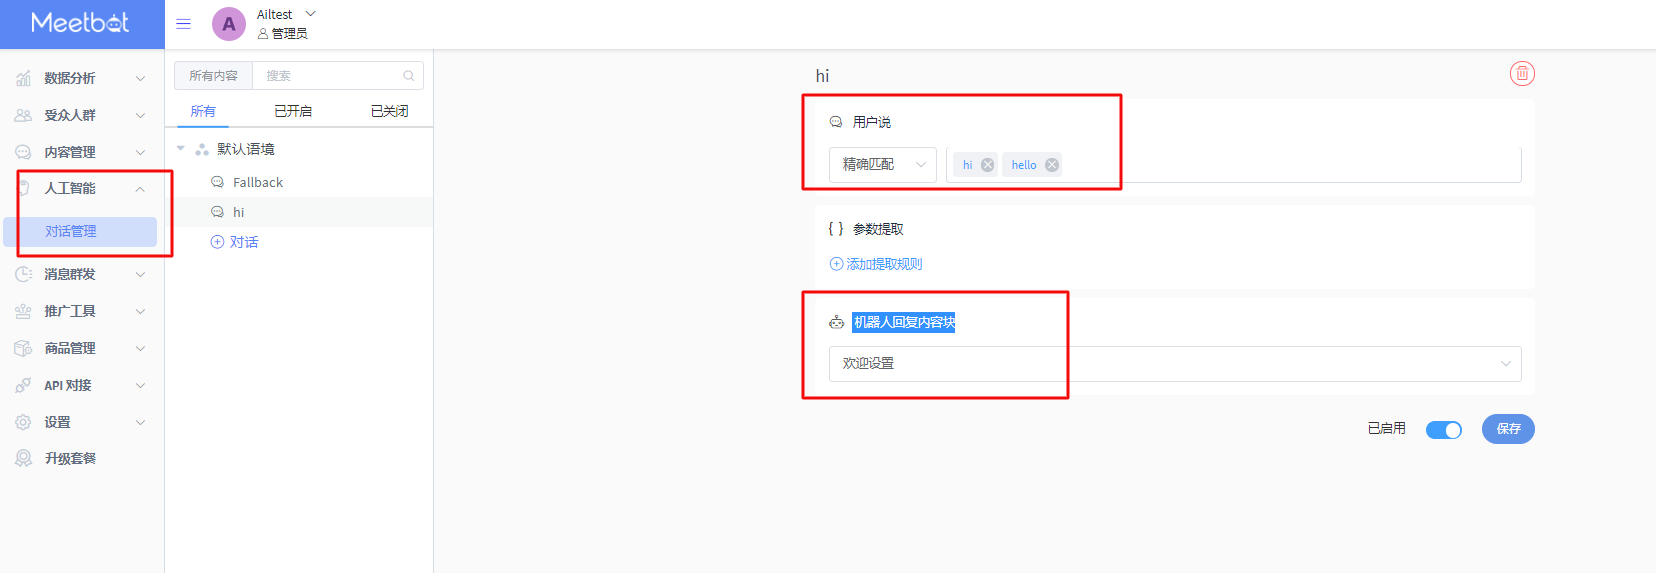 Meetbot
A
Ailtest
管理员
数据分析
受众人群
内容管理
人工智能
对话管理
消息群发
推广工具
商品管理
API 对接
设置
升级套餐
所有内容 搜索
所有 已开启 已关闭
默认语境
Fallback
hi
对话
hi
用户说
精确匹配 hi hello
{ } 参数提取
添加提取规则
机器人回复内容块
欢迎设置
已启用 保存